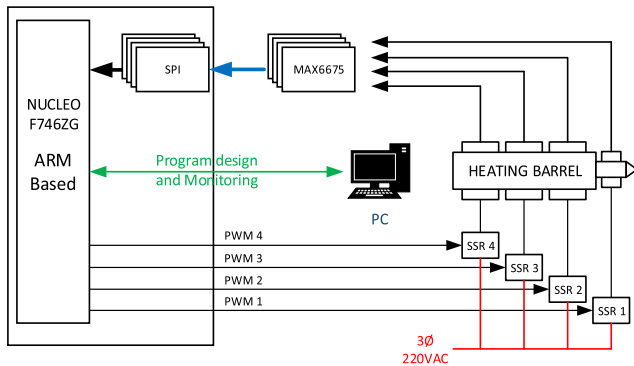 SPI
MAX6675
NUCLEO
F746ZG
ARM
Based
Program design
and Monitoring
PC
HEATING BARREL
PWM 4
SSR 4
PWM 3
SSR 3
PWM 2
SSR 2
PWM 1
SSR 1
3Ø
220VAC